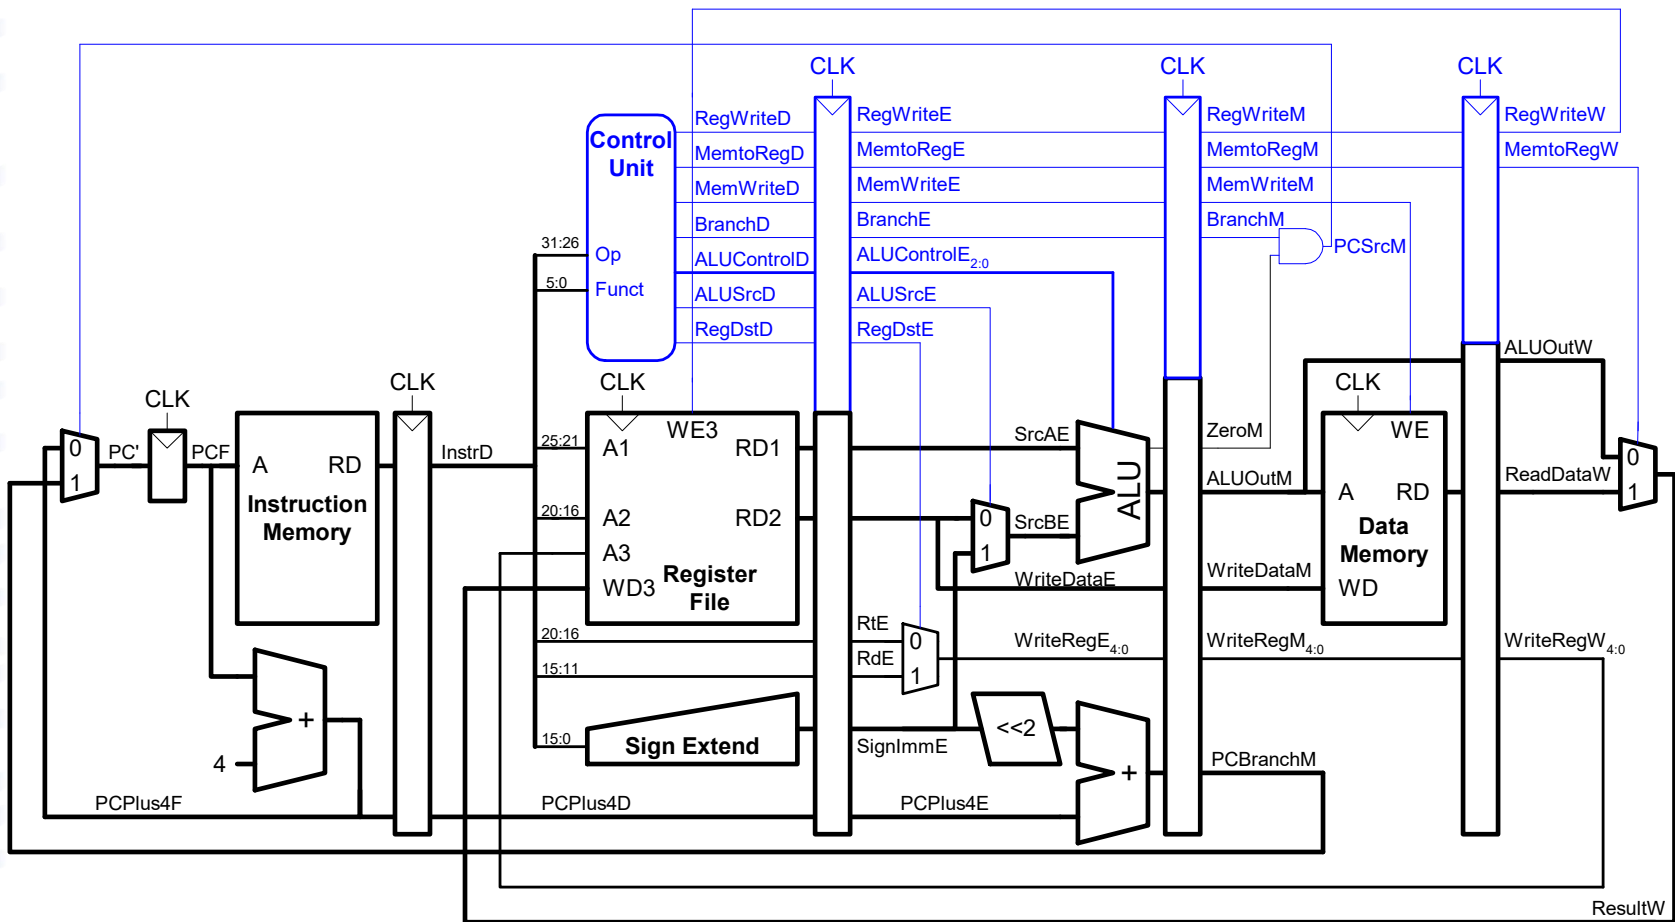 CLK
CLK
CLK
Control
Unit
Op
Funct
31:26
5:0
RegWriteD
MemtoRegD
MemWriteD
BranchD
ALUControlD
ALUSrcD
RegDstD
RegWriteE
MemtoRegE
MemWriteE
BranchE
ALUControlE2:0
ALUSrcE
RegDstE
RegWriteM
MemtoRegM
MemWriteM
BranchM
PCSrcM
RegWriteW
MemtoRegW
CLK
CLK
CLK
CLK
0
1
PC'
PCF
A
RD
Instruction
Memory
InstrD
25:21
20:16
20:16
15:11
15:0
A1
A2
A3
WD3
WE3
RD1
RD2
Register
File
SrcAE
0
1
SrcBE
ALU
ZeroM
ALUOutM
WriteDataE
WriteDataM
A
RD
WE
Data
Memory
WD
ALUOutW
ReadDataW
0
1
RtE
RdE
0
1
WriteRegE4:0
WriteRegM4:0
WriteRegW4:0
+
4
Sign Extend
SignImmE
<<2
+
PCBranchM
PCPlus4F
PCPlus4D
PCPlus4E
ResultW